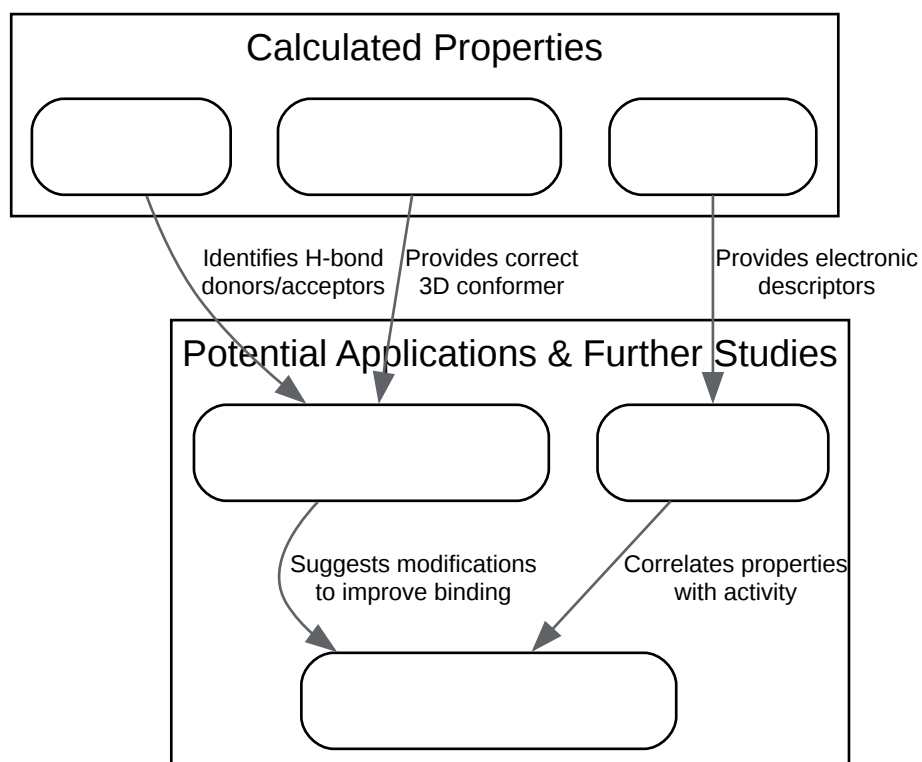 Calculated Properties
Identifies H-bond
donors/acceptors
Provides correct
3D conformer
Provides electronic
descriptors
Potential Applications & Further Studies
Suggests modifications
to improve binding
Correlates properties
with activity